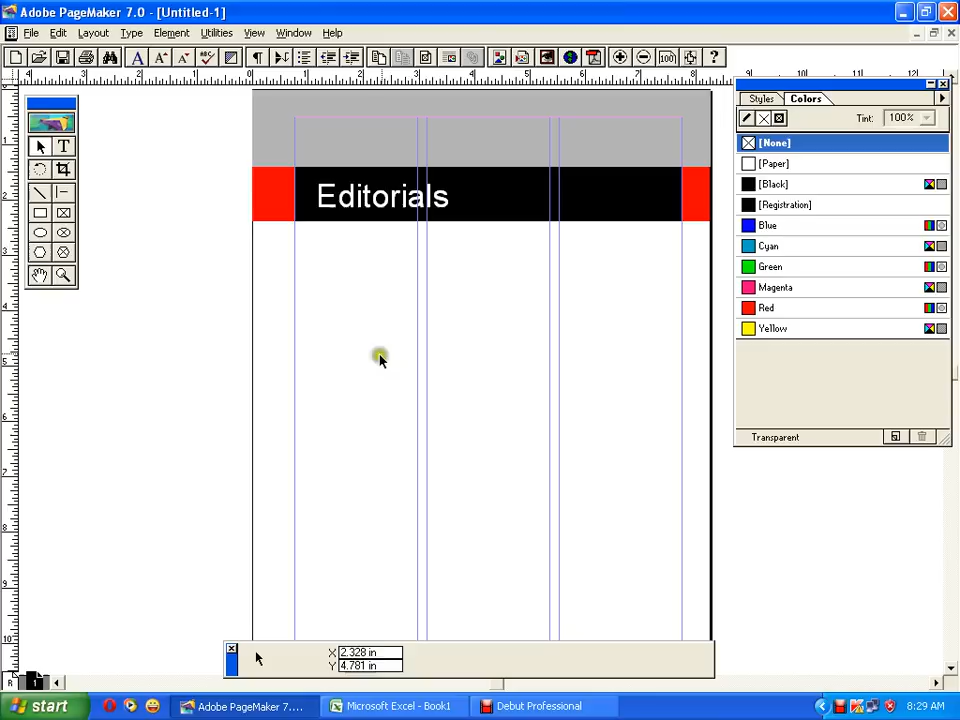 Adobe PageMaker 7.0 - [Untitled-1]
File Edit Layout Type Element Utilities View Window Help
Styles Colors
Tint: 100%
[None]
[Paper]
[Black]
[Registration]
Blue
Cyan
Green
Magenta
Red
Yellow
Transparent
Editorials
X 2.328 in
Y 4.781 in
R 1
start Adobe PageMaker 7.... Microsoft Excel - Book1 Debut Professional 8:29 AM